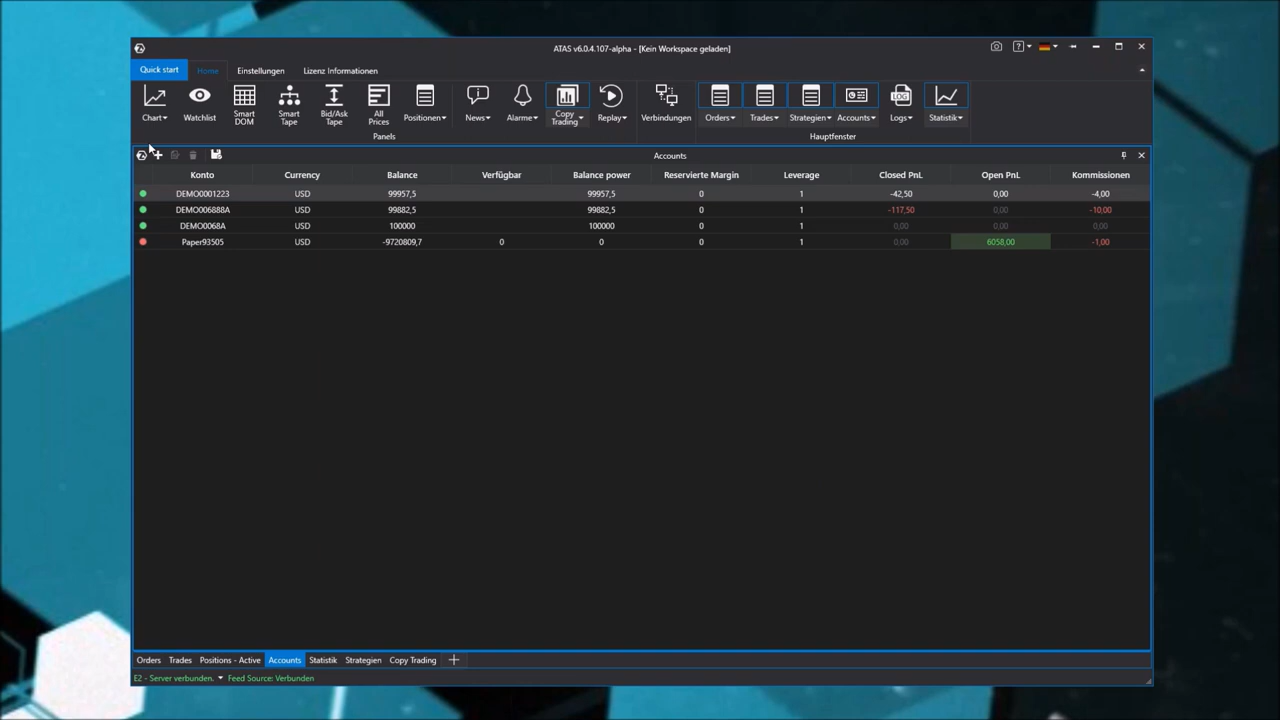 ATAS v6.0.4.107-alpha - [Kein Workspace geladen]
Quick start Home Einstellungen Lizenz Informationen
Chart Watchlist Smart DOM Smart Tape Bid/Ask Tape All Prices Positionen News Alarme Copy Trading Replay Verbindungen Orders Trades Strategien Accounts LOG Logs Statistik
Panels Hauptfenster
Accounts
Konto Currency Balance Verfügbar Balance power Reservierte Margin Leverage Closed PnL Open PnL Kommissionen
DEMO0001223 USD 99957,5 99957,5 0 1 -42,50 0,00 -4,00
DEMO006888A USD 99882,5 99882,5 0 1 -117,50 0,00 -10,00
DEMO0068A USD 100000 100000 0 1 0,00 0,00 0,00
Paper93505 USD -9720809,7 0 0 0 1 0,00 6058,00 -1,00
Orders Trades Positions - Active Accounts Statistik Strategien Copy Trading
E2 - Server verbunden. Feed Source: Verbunden